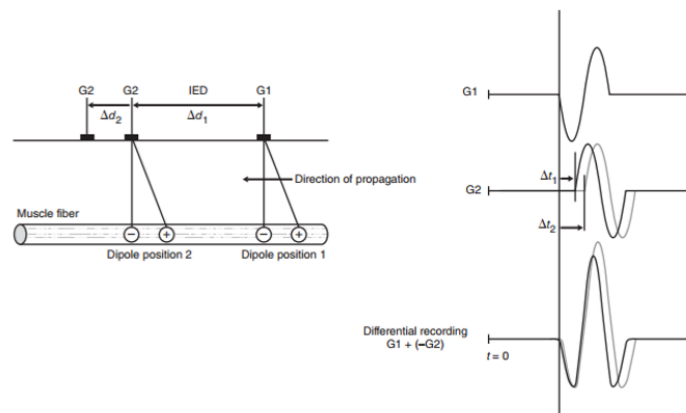 G2 G2 IED G1
Δd2 Δd1
Direction of propagation
Muscle fiber
− + − +
Dipole position 2 Dipole position 1
G1
Δt1
G2
Δt2
Differential recording
G1 + (–G2)
t = 0